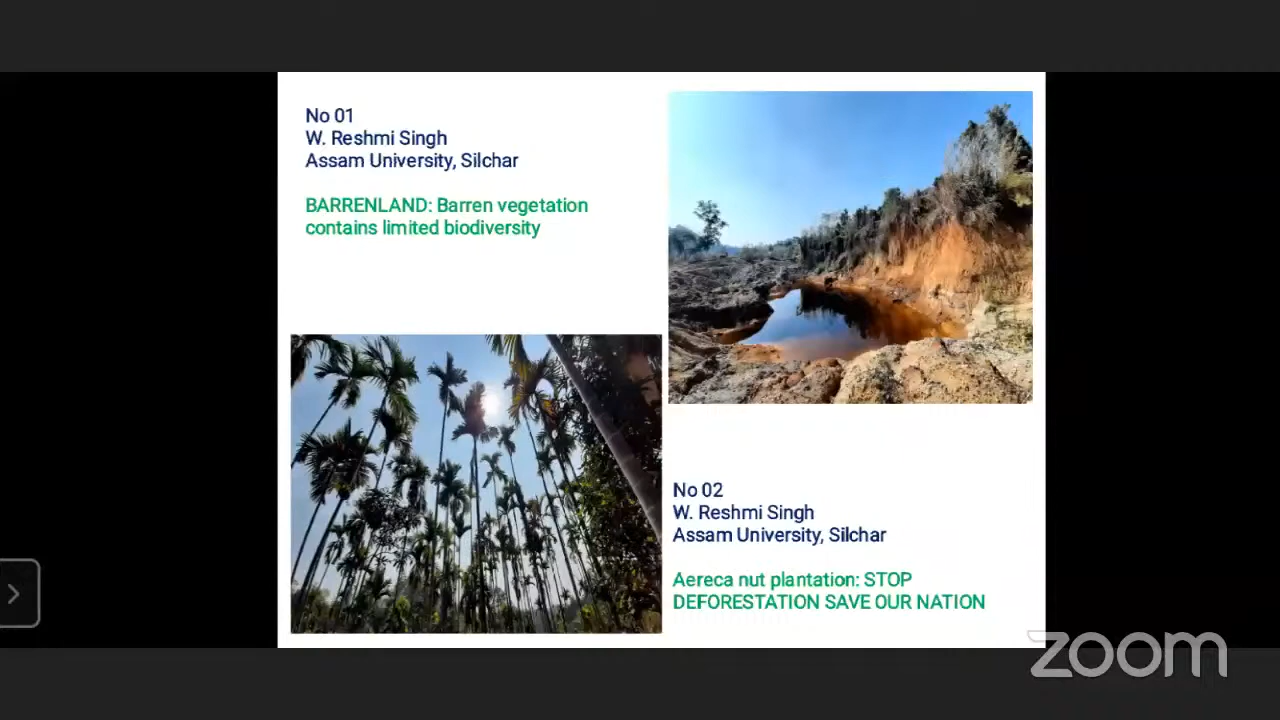 No 01
W. Reshmi Singh
Assam University, Silchar
BARRENLAND: Barren vegetation
contains limited biodiversity
No 02
W. Reshmi Singh
Assam University, Silchar
Aereca nut plantation: STOP
DEFORESTATION SAVE OUR NATION
zoom